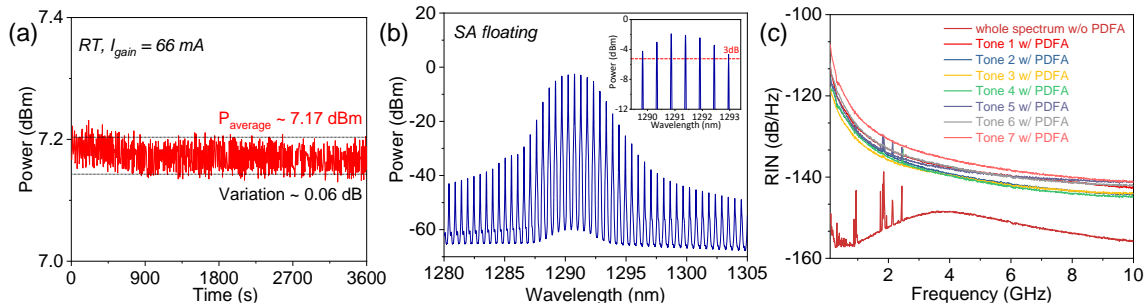 (a)
RT, I_gain = 66 mA
P_average ~ 7.17 dBm
Variation ~ 0.06 dB
Power (dBm)
7.4
7.2
7.0
0 900 1800 2700 3600
Time (s)
(b)
SA floating
Power (dBm)
20
0
-20
-40
-60
1280 1285 1290 1295 1300 1305
Wavelength (nm)
Power (dBm)
0
-4
-8
-12
3dB
1290 1291 1292 1293
Wavelength (nm)
(c)
RIN (dB/Hz)
-100
-120
-140
-160
whole spectrum w/o PDFA
Tone 1 w/ PDFA
Tone 2 w/ PDFA
Tone 3 w/ PDFA
Tone 4 w/ PDFA
Tone 5 w/ PDFA
Tone 6 w/ PDFA
Tone 7 w/ PDFA
2 4 6 8 10
Frequency (GHz)